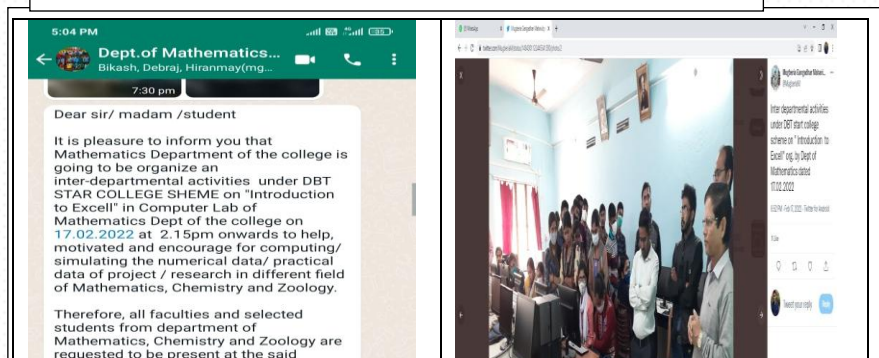 5:04 PM
Dept.of Mathematics...
Bikash, Debraj, Hiranmay(mg...
7:30 pm
Dear sir/ madam /student
It is pleasure to inform you that
Mathematics Department of the college is
going to be organize an
inter-departmental activities under DBT
STAR COLLEGE SHEME on "Introduction
to Excell" in Computer Lab of
Mathematics Dept of the college on
17.02.2022 at 2.15pm onwards to help,
motivated and encourage for computing/
simulating the numerical data/ practical
data of project / research in different field
of Mathematics, Chemistry and Zoology.
Therefore, all faculties and selected
students from department of
Mathematics, Chemistry and Zoology are
requested to be present at the said
Inter departmental activities
under DBT start college
scheme on " Introduction to
Excell" org. by Dept of
Mathematics dated
17.02.2022
Tweet your reply